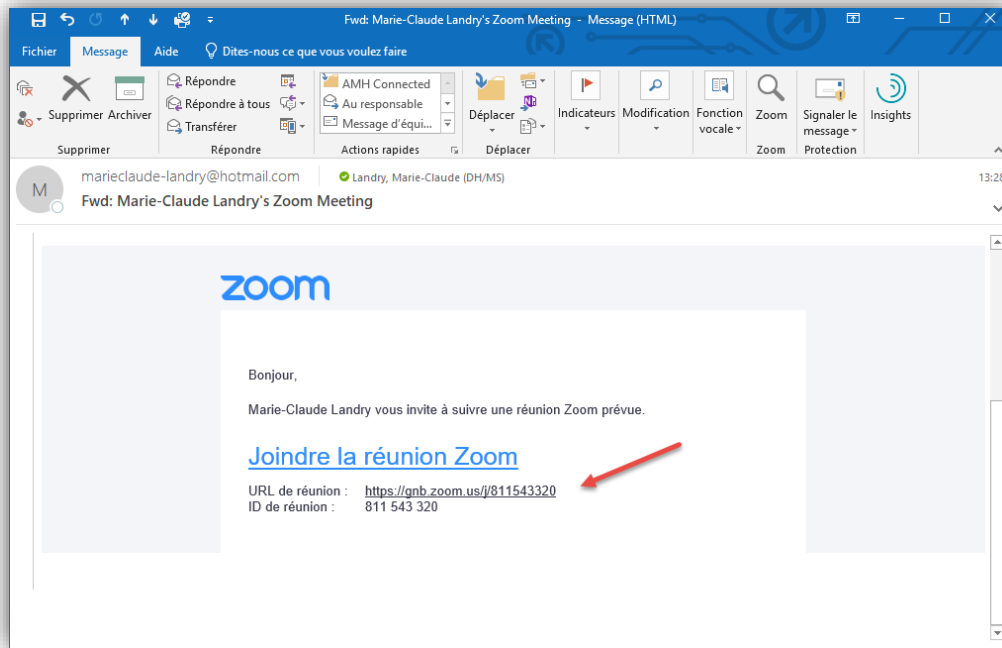 Fwd: Marie-Claude Landry's Zoom Meeting - Message (HTML)
Fichier Message Aide Dites-nous ce que vous voulez faire
Supprimer Archiver
Répondre
Répondre à tous
Transférer
AMH Connected
Au responsable
Message d'équi...
Déplacer
Indicateurs Modification Fonction vocale Zoom Signaler le message Insights
Supprimer Répondre Actions rapides Déplacer Zoom Protection
M
marieclaude-landry@hotmail.com Landry, Marie-Claude (DH/MS) 13:28
Fwd: Marie-Claude Landry's Zoom Meeting
zoom
Bonjour,
Marie-Claude Landry vous invite à suivre une réunion Zoom prévue.
Joindre la réunion Zoom
URL de réunion : https://gnb.zoom.us/j/811543320
ID de réunion : 811 543 320